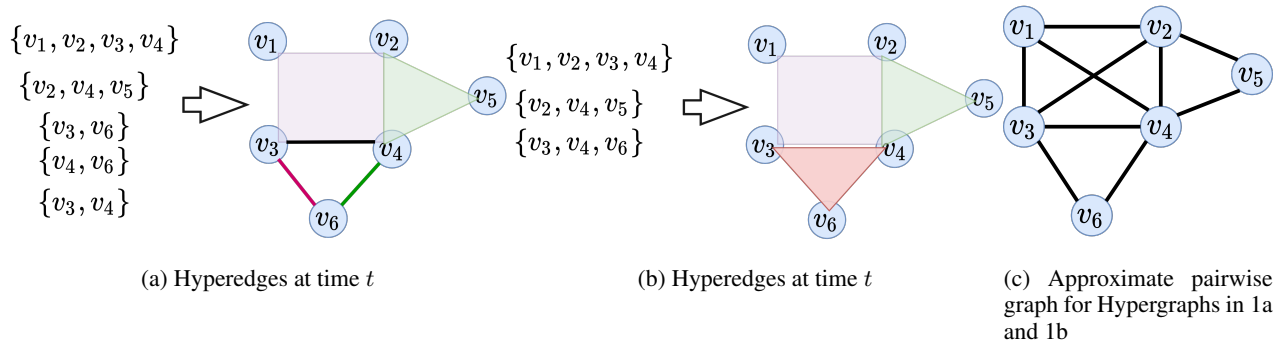 {v1, v2, v3, v4}
{v2, v4, v5}
{v3, v6}
{v4, v6}
{v3, v4}
v1
v2
v5
v3
v4
v6
(a) Hyperedges at time t
{v1, v2, v3, v4}
{v2, v4, v5}
{v3, v4, v6}
v1
v2
v5
v3
v4
v6
(b) Hyperedges at time t
v1
v2
v5
v3
v4
v6
(c) Approximate pairwise
graph for Hypergraphs in 1a
and 1b